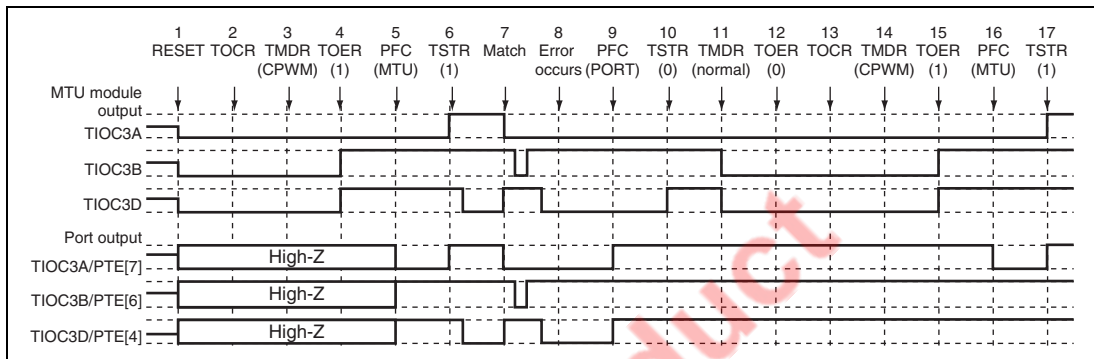 1 2 3 4 5 6 7 8 9 10 11 12 13 14 15 16 17
RESET TOCR TMDR TOER PFC TSTR Match Error PFC TSTR TMDR TOER TOCR TMDR TOER PFC TSTR
(CPWM) (1) (MTU) (1) occurs (PORT) (0) (normal) (0) (CPWM) (1) (MTU) (1)
MTU module
output
TIOC3A
TIOC3B
TIOC3D
Port output
TIOC3A/PTE[7] High-Z
TIOC3B/PTE[6] High-Z
TIOC3D/PTE[4] High-Z
duct